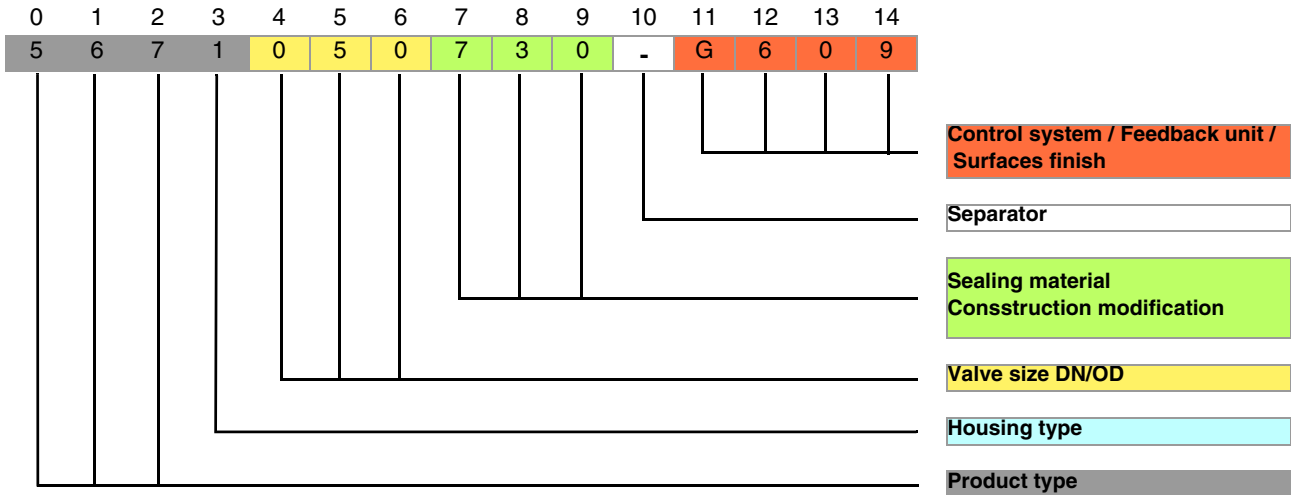 0 1 2 3 4 5 6 7 8 9 10 11 12 13 14
5 6 7 1 0 5 0 7 3 0 - G 6 0 9
Control system / Feedback unit /
Surfaces finish
Separator
Sealing material
Consstruction modification
Valve size DN/OD
Housing type
Product type